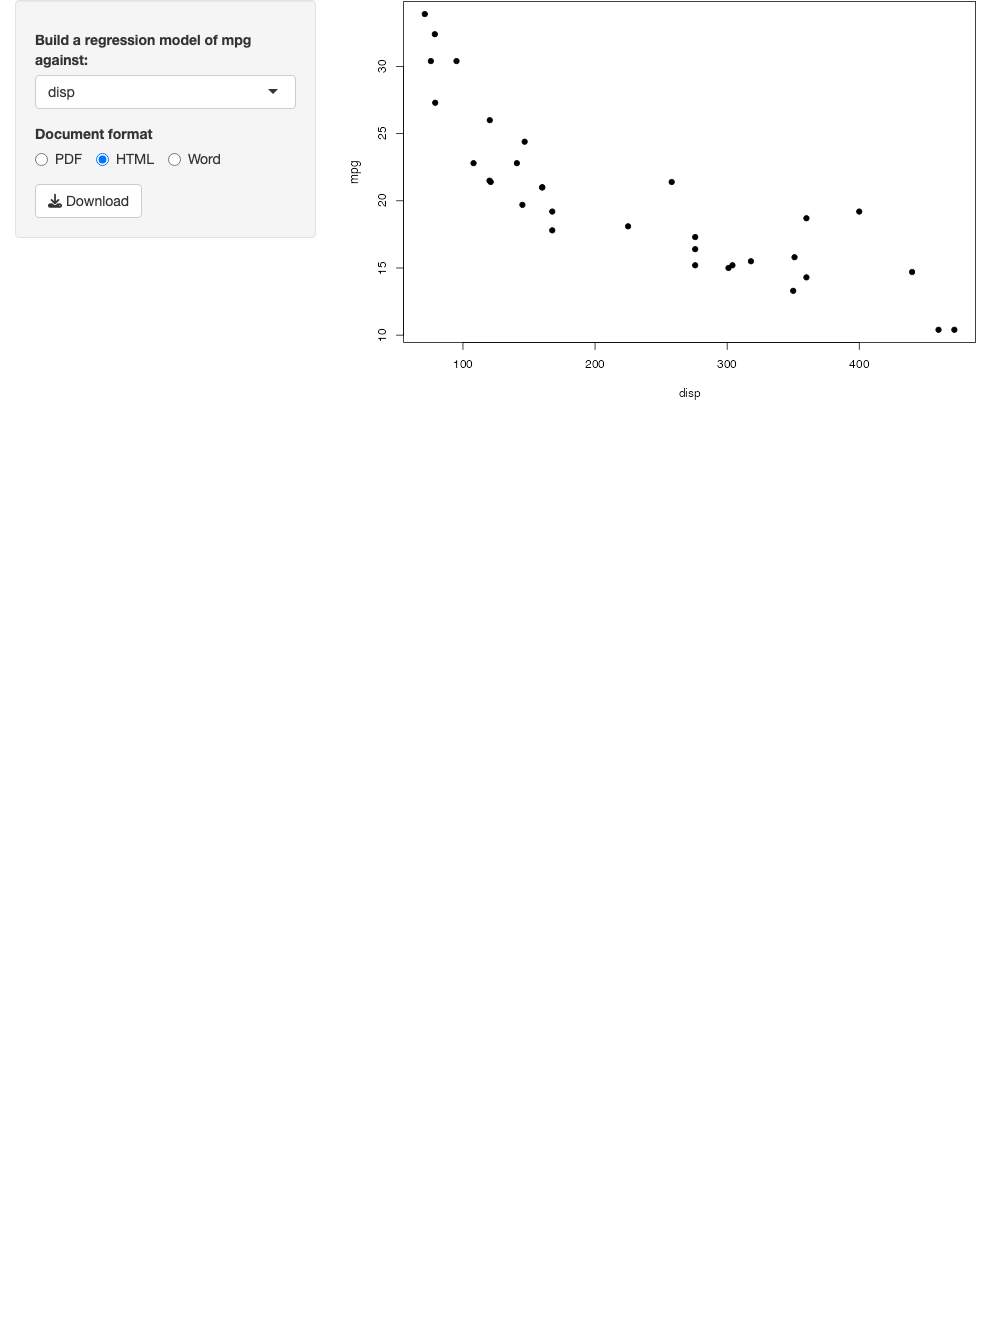 Build a regression model of mpg
against:
disp
Document format
PDF HTML Word
Download
mpg
30
25
20
15
10
100 200 300 400
disp